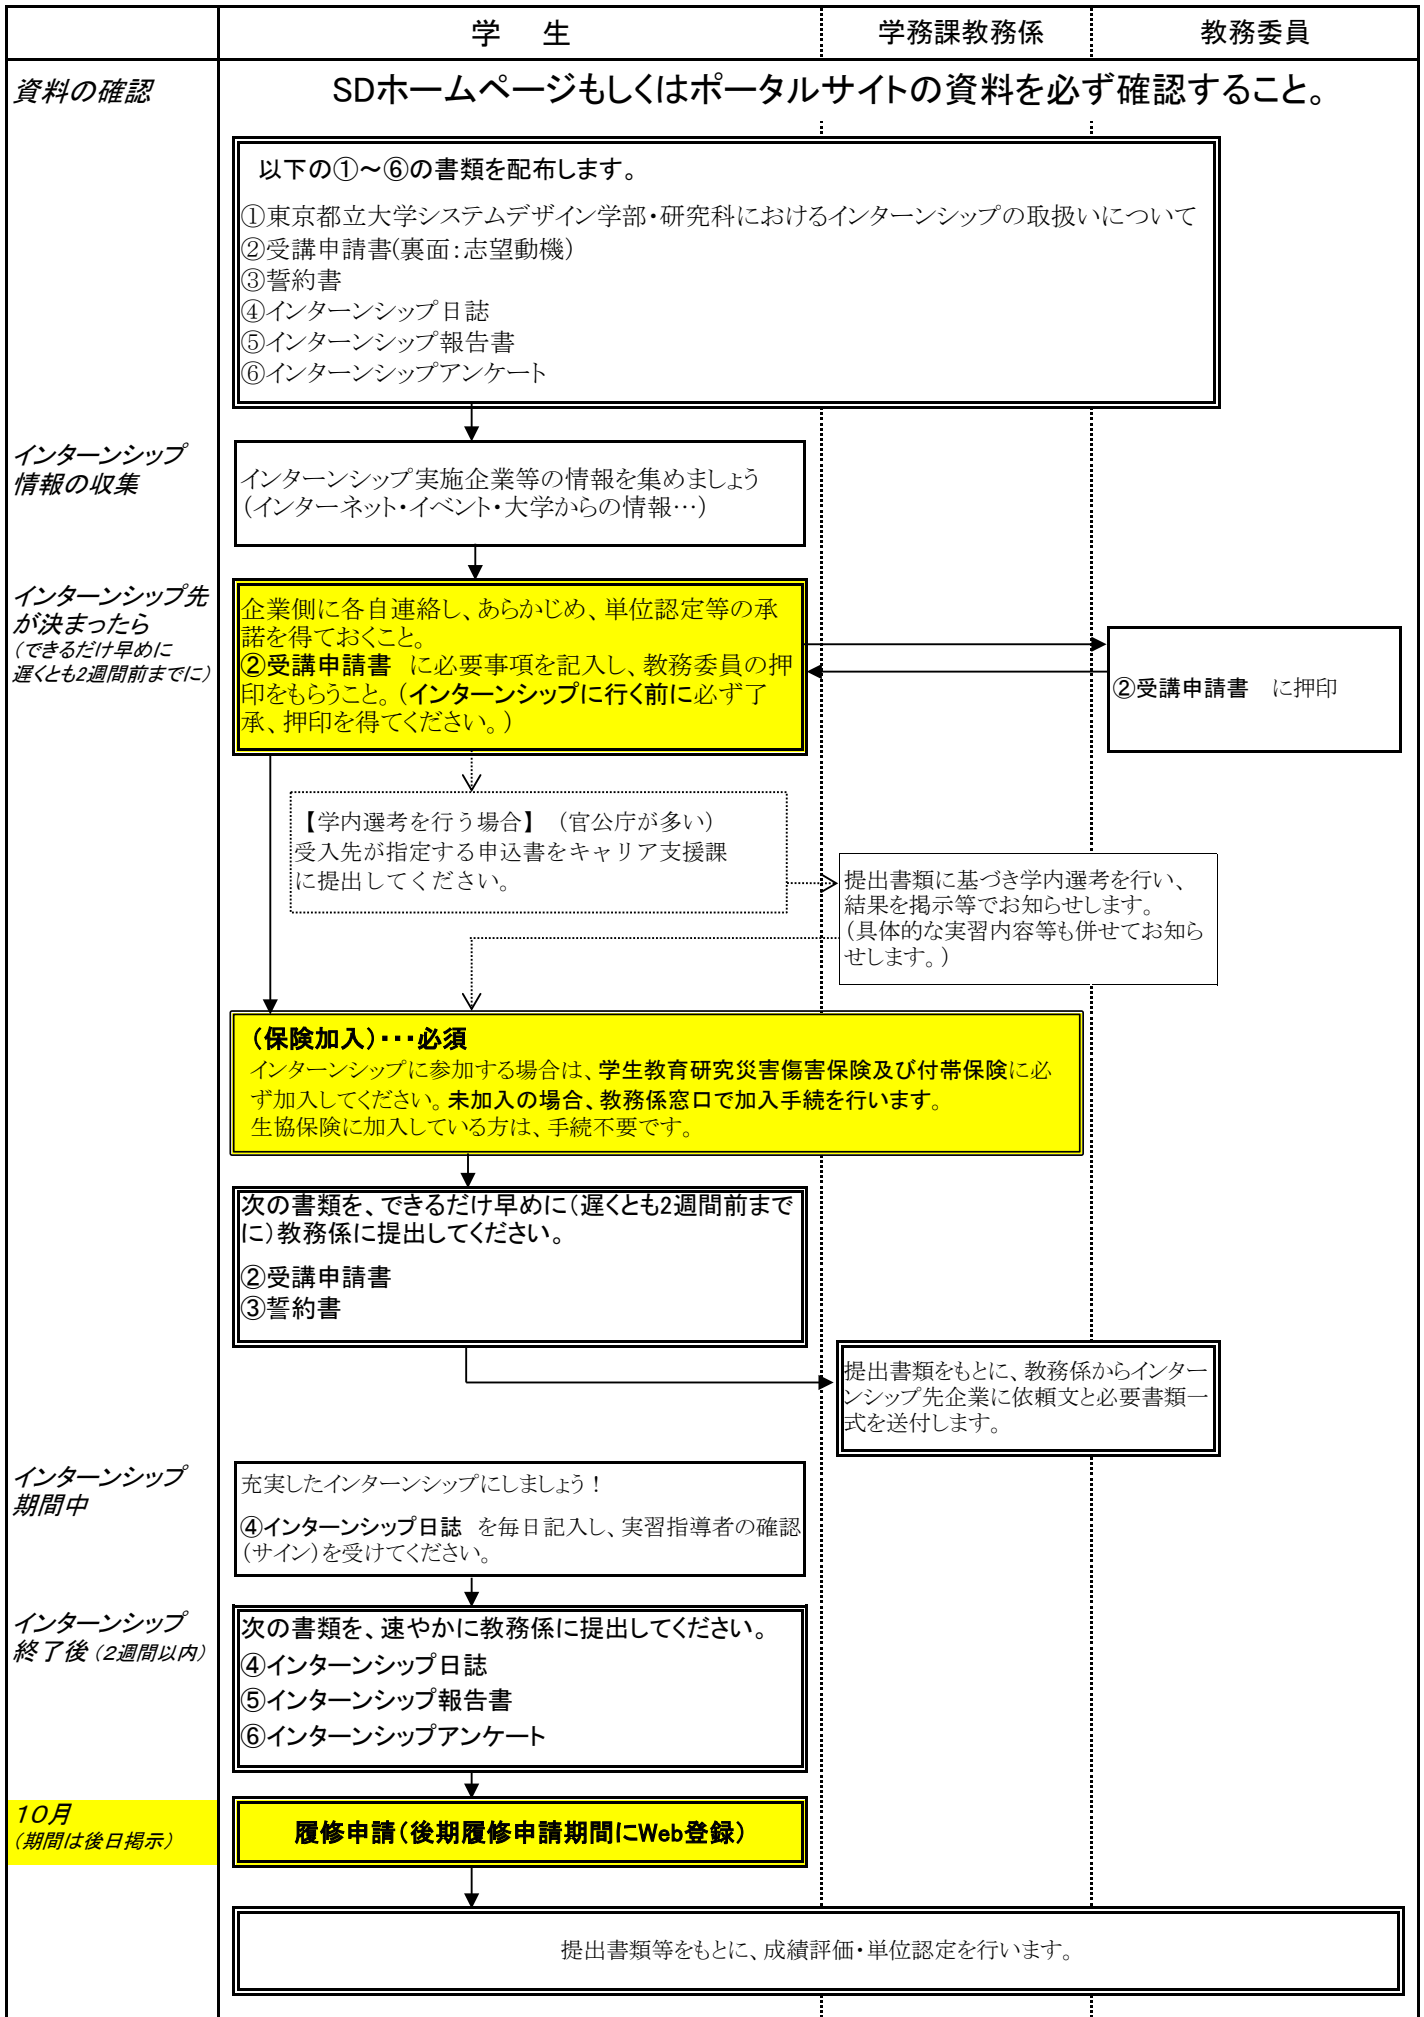 学　生
学務課教務係
教務委員
資料の確認
SDホームページもしくはポータルサイトの資料を必ず確認すること。
以下の①～⑥の書類を配布します。
①東京都立大学システムデザイン学部・研究科におけるインターンシップの取扱いについて
②受講申請書(裏面：志望動機)
③誓約書
④インターンシップ日誌
⑤インターンシップ報告書
⑥インターンシップアンケート
インターンシップ
情報の収集
インターンシップ実施企業等の情報を集めましょう
（インターネット・イベント・大学からの情報…）
インターンシップ先
が決まったら
（できるだけ早めに
遅くとも2週間前までに）
企業側に各自連絡し、あらかじめ、単位認定等の承
諾を得ておくこと。
②受講申請書　に必要事項を記入し、教務委員の押
印をもらうこと。（インターンシップに行く前に必ず了
承、押印を得てください。）
②受講申請書　に押印
【学内選考を行う場合】（官公庁が多い）
受入先が指定する申込書をキャリア支援課
に提出してください。
提出書類に基づき学内選考を行い、
結果を掲示等でお知らせします。
（具体的な実習内容等も併せてお知ら
せします。）
（保険加入）・・・必須
インターンシップに参加する場合は、学生教育研究災害傷害保険及び付帯保険に必
ず加入してください。未加入の場合、教務係窓口で加入手続を行います。
生協保険に加入している方は、手続不要です。
次の書類を、できるだけ早めに（遅くとも2週間前まで
に）教務係に提出してください。
②受講申請書
③誓約書
提出書類をもとに、教務係からインター
ンシップ先企業に依頼文と必要書類一
式を送付します。
インターンシップ
期間中
充実したインターンシップにしましょう！
④インターンシップ日誌　を毎日記入し、実習指導者の確認
（サイン）を受けてください。
インターンシップ
終了後（2週間以内）
次の書類を、速やかに教務係に提出してください。
④インターンシップ日誌
⑤インターンシップ報告書
⑥インターンシップアンケート
１０月
（期間は後日掲示）
履修申請（後期履修申請期間にWeb登録）
提出書類等をもとに、成績評価・単位認定を行います。